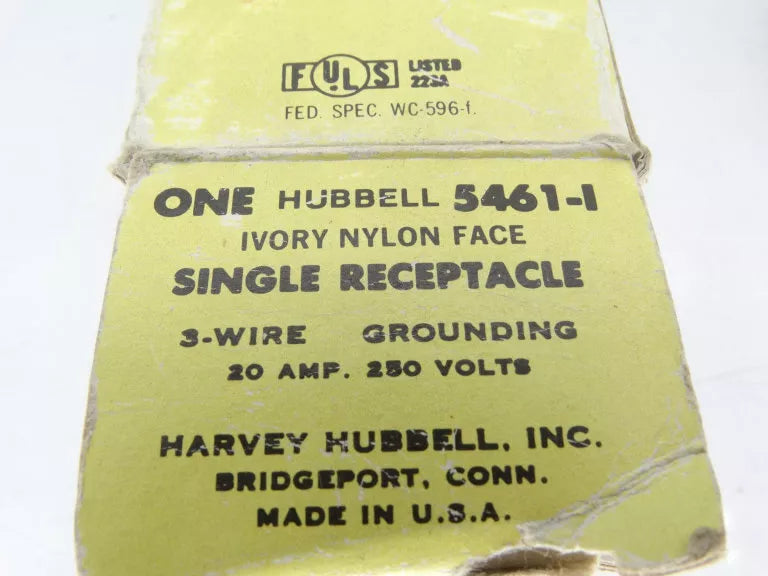 F UL S LISTED
FED. SPEC. WC-596-f.
ONE HUBBELL 5461-I
IVORY NYLON FACE
SINGLE RECEPTACLE
3-WIRE GROUNDING
20 AMP. 250 VOLTS
HARVEY HUBBELL, INC.
BRIDGEPORT, CONN.
MADE IN U.S.A.